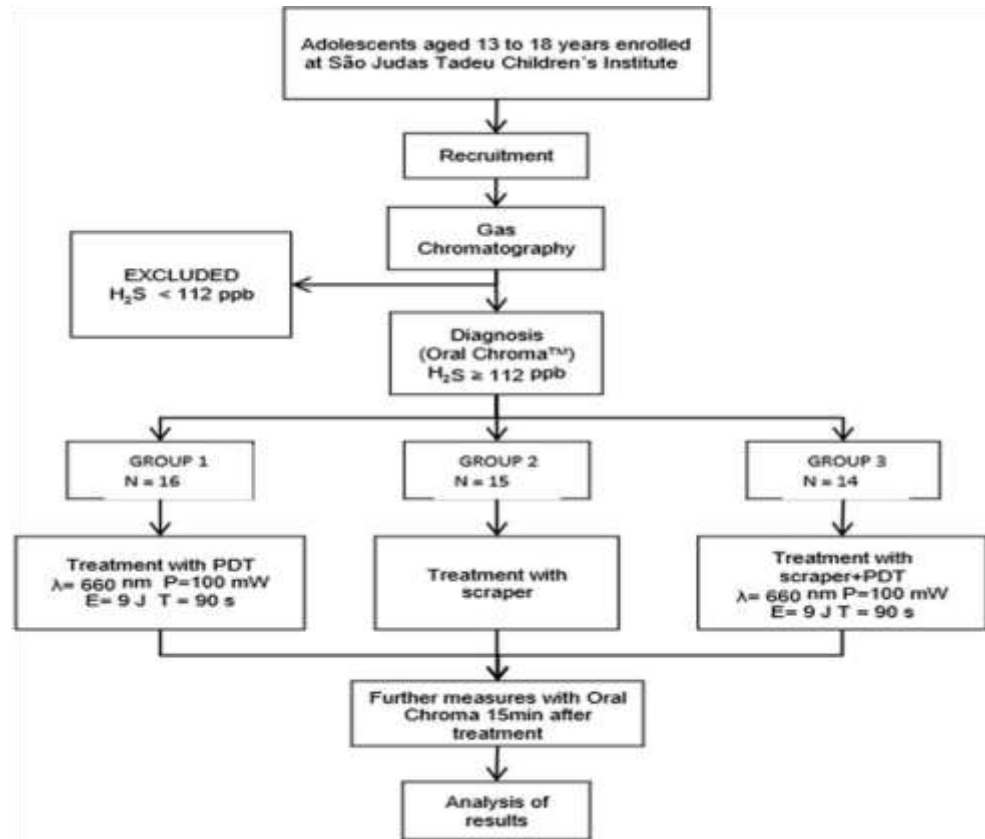 Adolescents aged 13 to 18 years enrolled
at São Judas Tadeu Children´s Institute
Recruitment
Gas
Chromatography
EXCLUDED
H₂S < 112 ppb
Diagnosis
(Oral Chroma™)
H₂S ≥ 112 ppb
GROUP 1
N = 16
GROUP 2
N = 15
GROUP 3
N = 14
Treatment with PDT
λ= 660 nm P=100 mW
E= 9 J T = 90 s
Treatment with
scraper
Treatment with
scraper+PDT
λ= 660 nm P=100 mW
E= 9 J T = 90 s
Further measures with Oral
Chroma 15min after
treatment
Analysis of
results